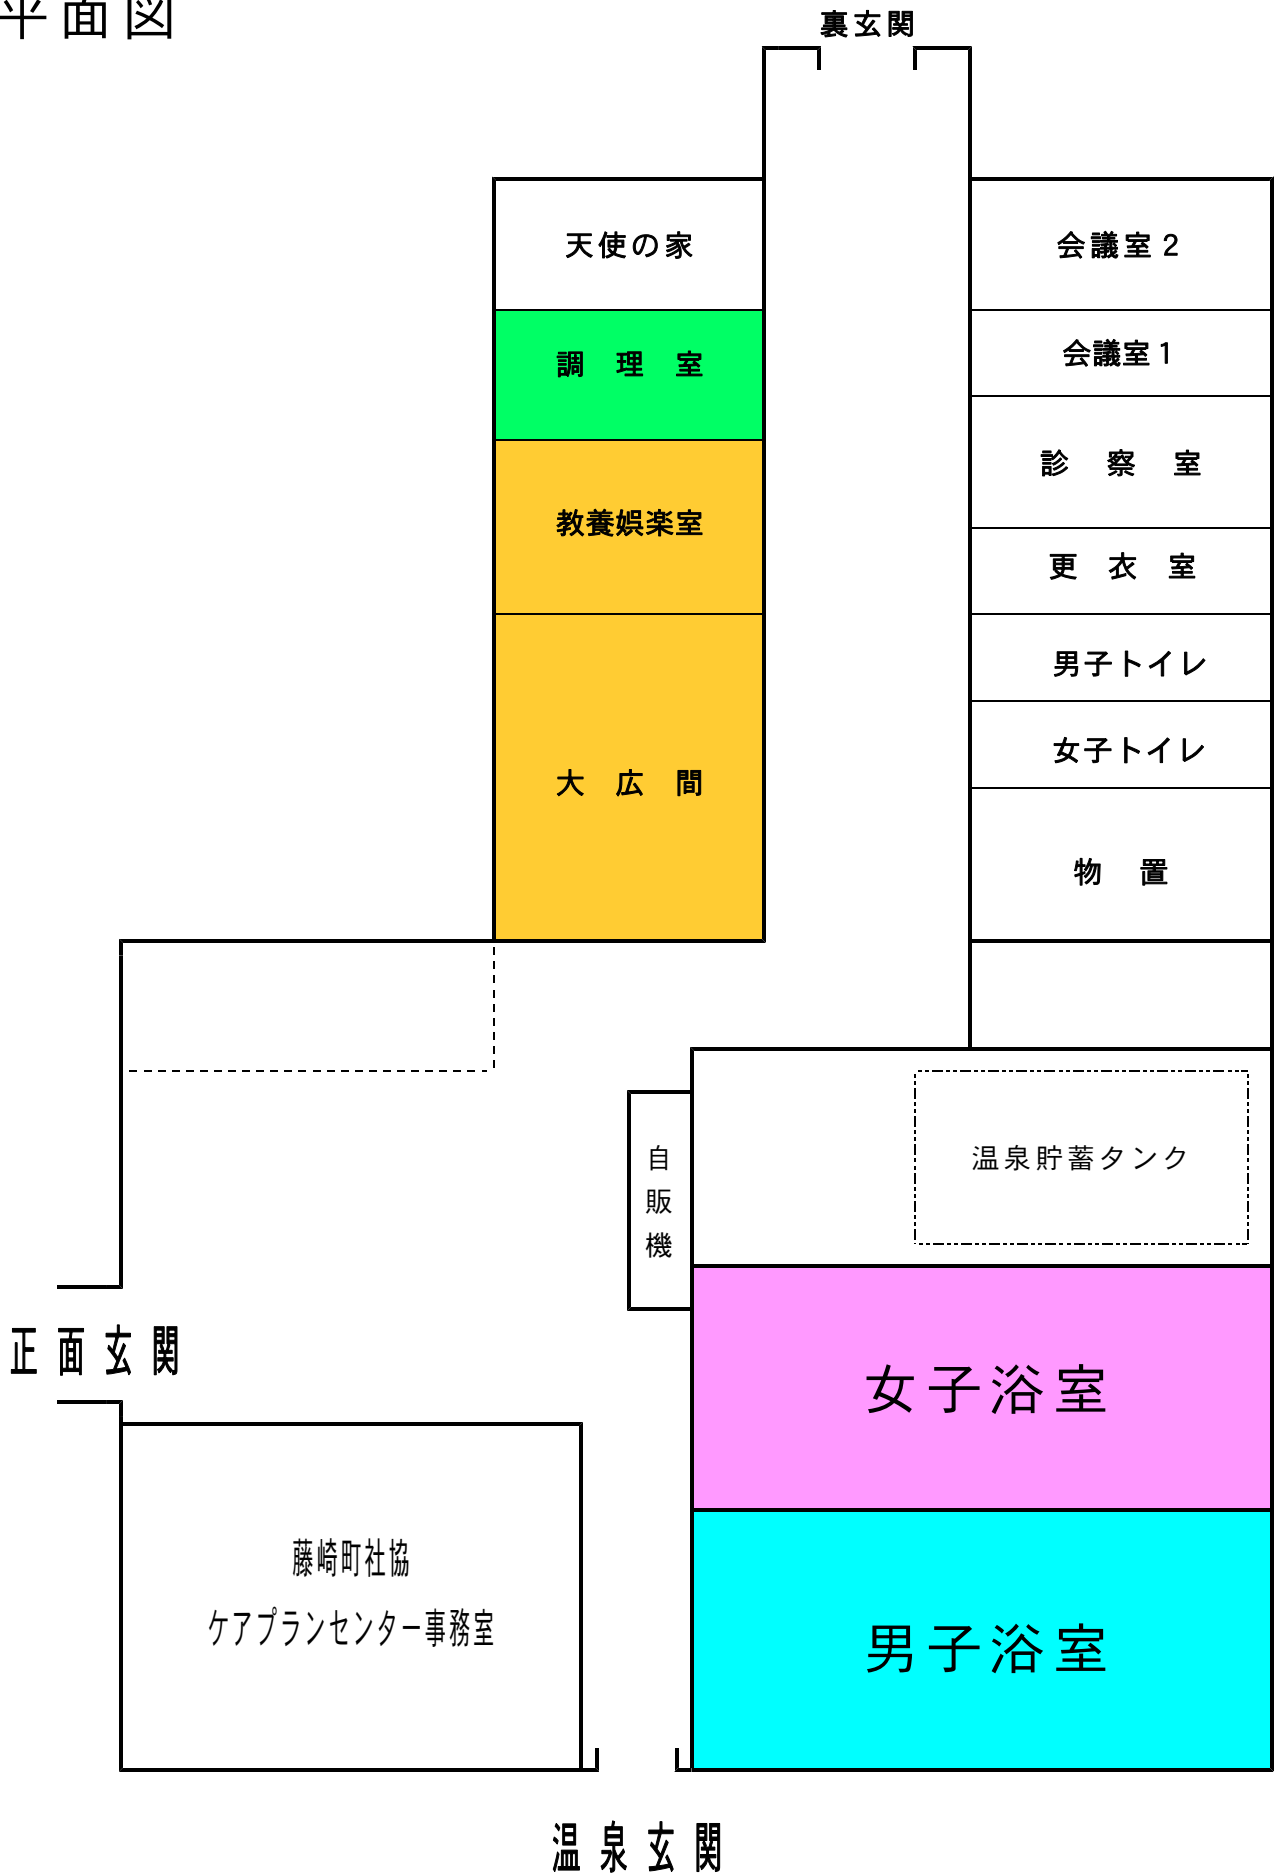 平面図
裏玄関
天使の家
会議室2
調理室
会議室1
診察室
教養娯楽室
更衣室
男子トイレ
女子トイレ
大広間
物置
自販機
温泉貯蓄タンク
正面玄関
女子浴室
藤崎町社協
ケアプランセンター事務室
男子浴室
温泉玄関